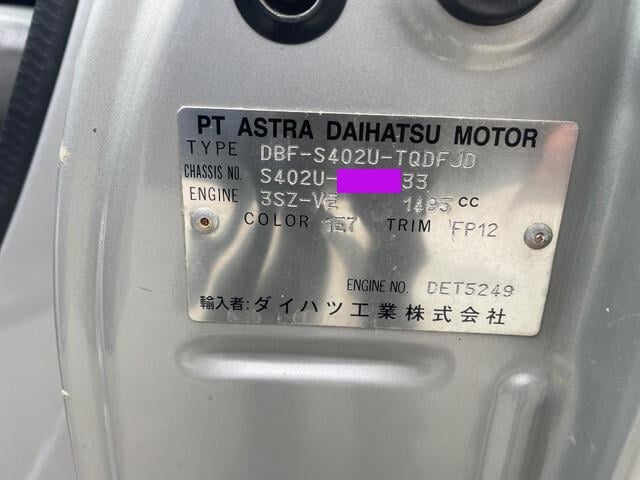 PT ASTRA DAIHATSU MOTOR
TYPE DBF-S402U-TQDFJD
CHASSIS NO. S402U- 33
ENGINE 3SZ-VE 1495 CC
COLOR 1E7 TRIM FP12
ENGINE NO. DET5249
輸入者:ダイハツ工業株式会社